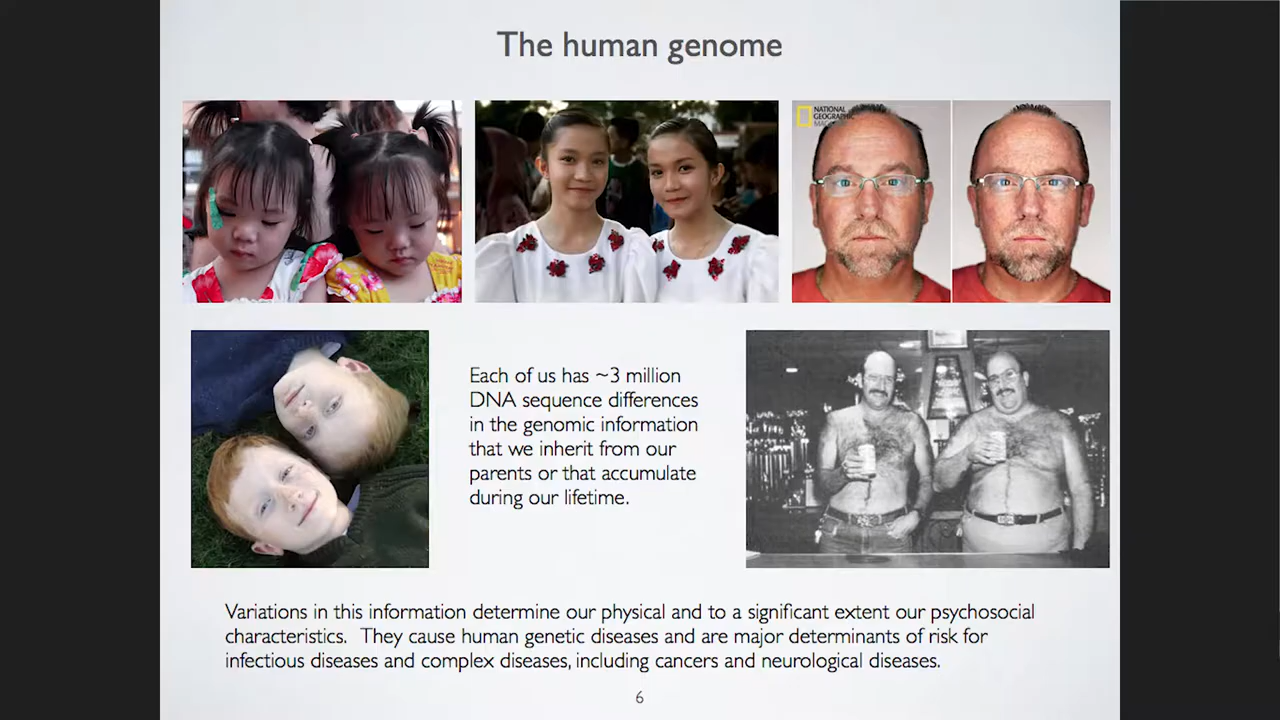 The human genome
NATIONAL
GEOGRAPHIC
Each of us has ~3 million
DNA sequence differences
in the genomic information
that we inherit from our
parents or that accumulate
during our lifetime.
Variations in this information determine our physical and to a significant extent our psychosocial
characteristics. They cause human genetic diseases and are major determinants of risk for
infectious diseases and complex diseases, including cancers and neurological diseases.
6